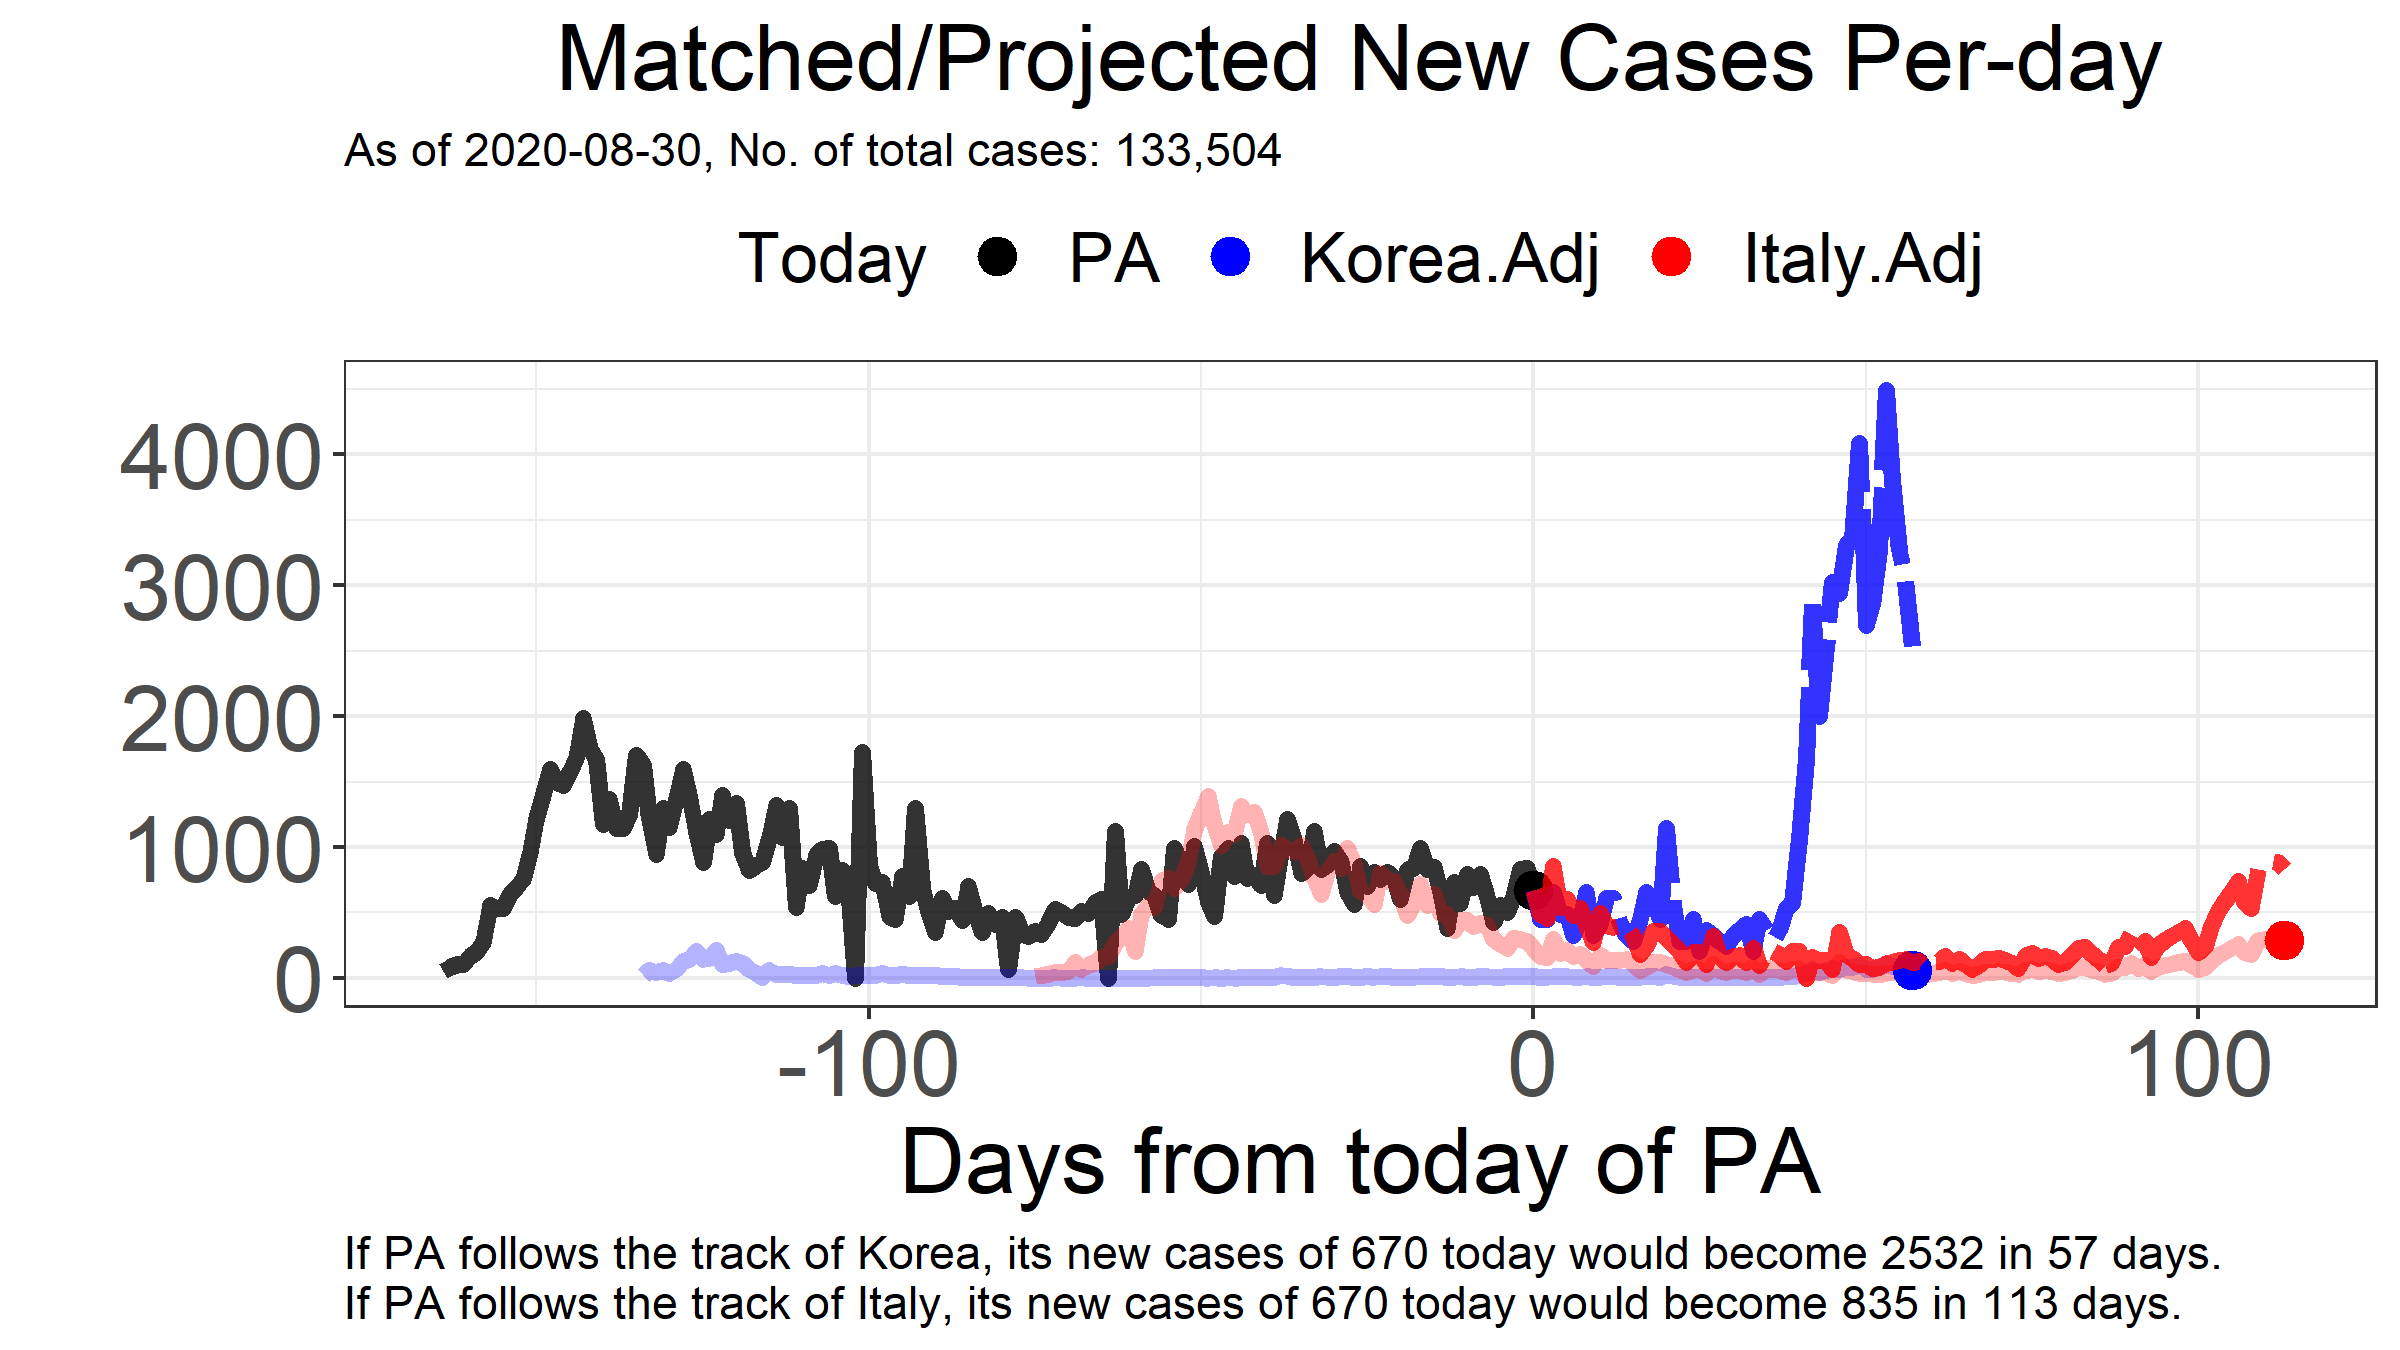 Matched/Projected New Cases Per-day
As of 2020-08-30, No. of total cases: 133,504
Today PA Korea.Adj Italy.Adj
4000
3000
2000
1000
0
-100 0 100
Days from today of PA
If PA follows the track of Korea, its new cases of 670 today would become 2532 in 57 days.
If PA follows the track of Italy, its new cases of 670 today would become 835 in 113 days.